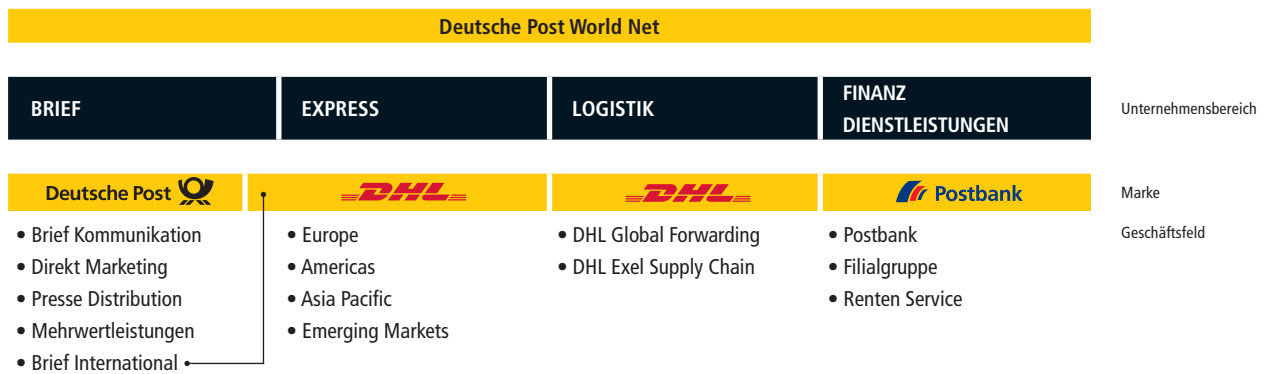 Deutsche Post World Net
BRIEF
EXPRESS
LOGISTIK
FINANZ
DIENSTLEISTUNGEN
Unternehmensbereich
Deutsche Post
DHL
DHL
Postbank
Marke
• Brief Kommunikation
• Direkt Marketing
• Presse Distribution
• Mehrwertleistungen
• Brief International
• Europe
• Americas
• Asia Pacific
• Emerging Markets
• DHL Global Forwarding
• DHL Exel Supply Chain
• Postbank
• Filialgruppe
• Renten Service
Geschäftsfeld